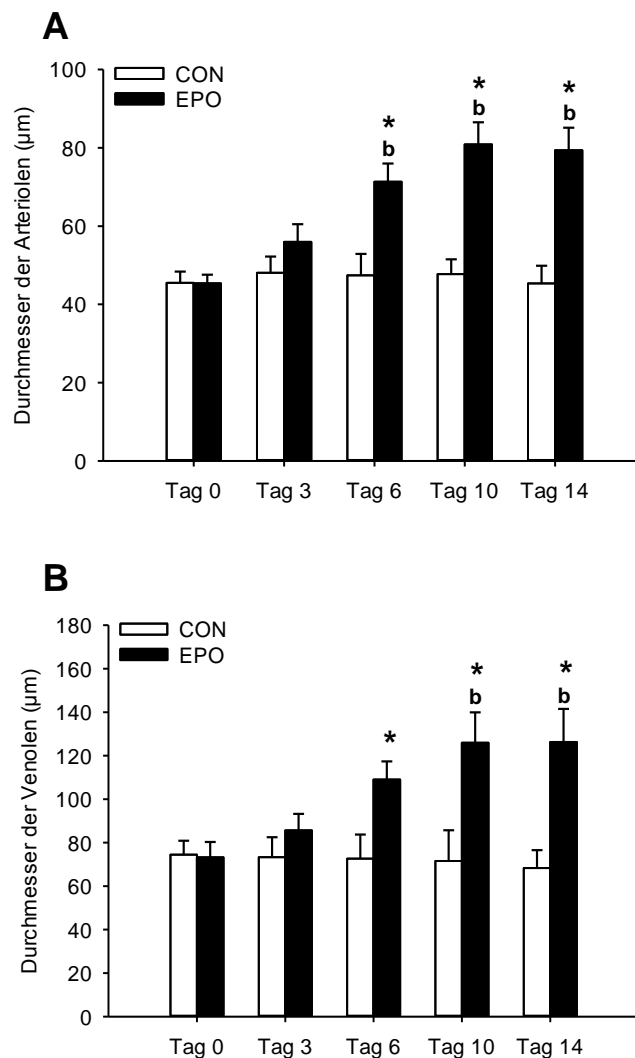 A
Durchmesser der Arteriolen (µm)
100
80
60
40
20
0
CON
EPO
*
b
*
b
*
b
Tag 0 Tag 3 Tag 6 Tag 10 Tag 14
B
Durchmesser der Venolen (µm)
180
160
140
120
100
80
60
40
20
0
CON
EPO
*
*
b
*
b
Tag 0 Tag 3 Tag 6 Tag 10 Tag 14